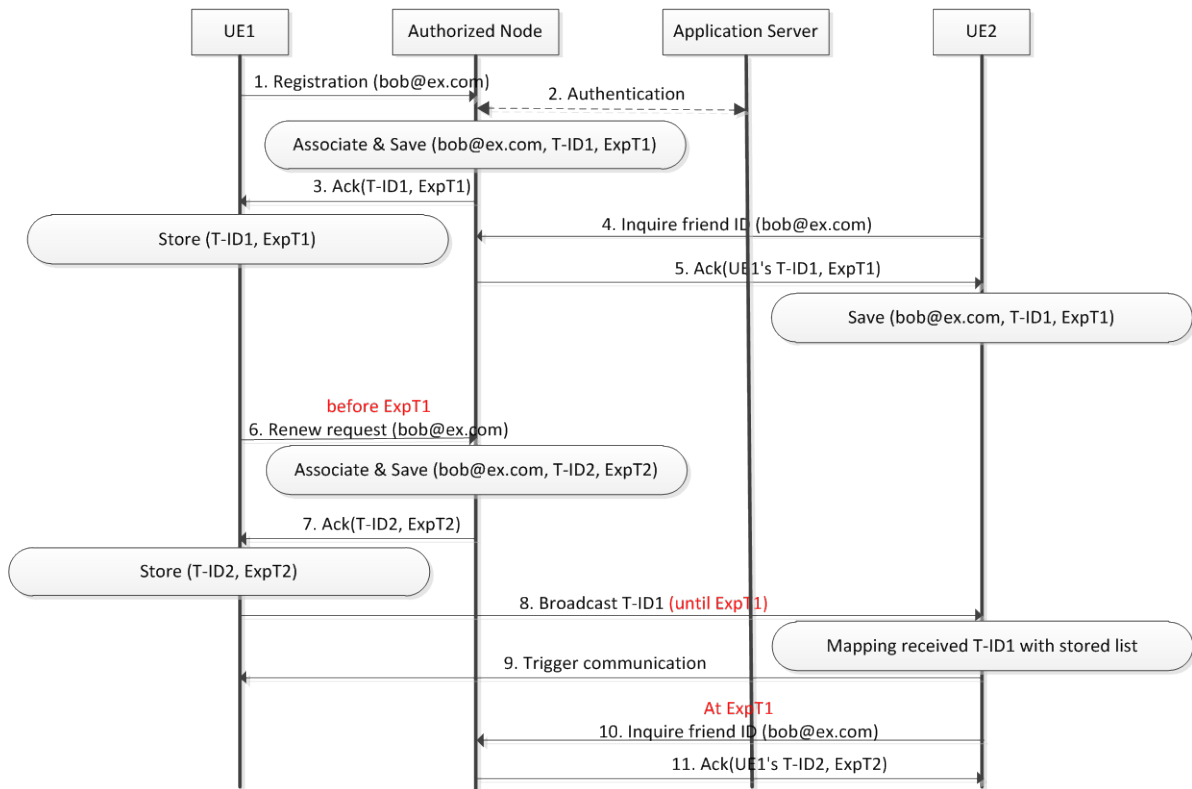 UE1
Authorized Node
Application Server
UE2
1. Registration (bob@ex.com)
2. Authentication
Associate & Save (bob@ex.com, T-ID1, ExpT1)
3. Ack(T-ID1, ExpT1)
Store (T-ID1, ExpT1)
4. Inquire friend ID (bob@ex.com)
5. Ack(UE1's T-ID1, ExpT1)
Save (bob@ex.com, T-ID1, ExpT1)
before ExpT1
6. Renew request (bob@ex.com)
Associate & Save (bob@ex.com, T-ID2, ExpT2)
7. Ack(T-ID2, ExpT2)
Store (T-ID2, ExpT2)
8. Broadcast T-ID1 (until ExpT1)
Mapping received T-ID1 with stored list
9. Trigger communication
At ExpT1
10. Inquire friend ID (bob@ex.com)
11. Ack(UE1's T-ID2, ExpT2)